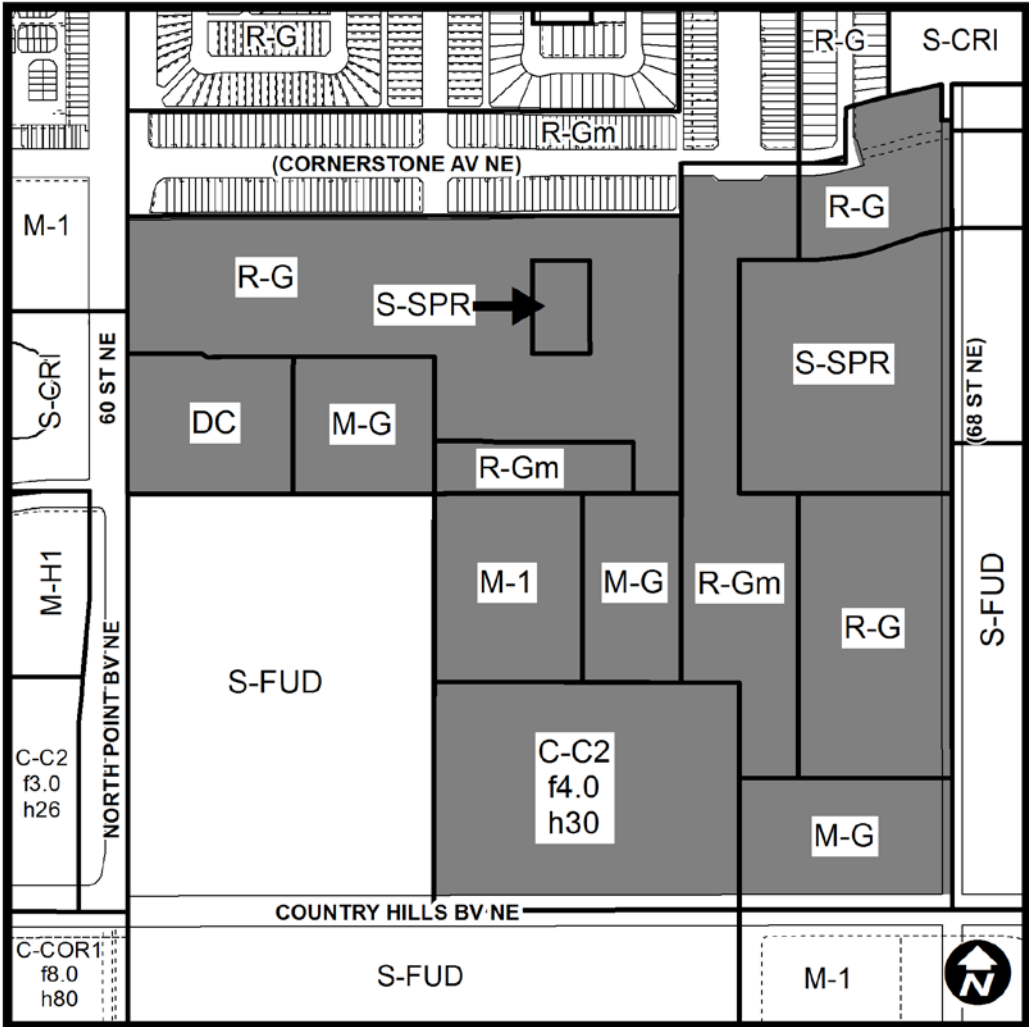 R-G
R-G
S-CRI
R-Gm
(CORNERSTONE AV NE)
M-1
R-G
R-G
S-SPR
S-SPR
S-CRI
60 ST NE
(68 ST NE)
DC
M-G
R-Gm
M-H1
M-1
M-G
R-Gm
R-G
S-FUD
NORTH POINT BV NE
S-FUD
C-C2
f3.0
h26
C-C2
f4.0
h30
M-G
COUNTRY HILLS BV NE
C-COR1
f8.0
h80
S-FUD
M-1
N